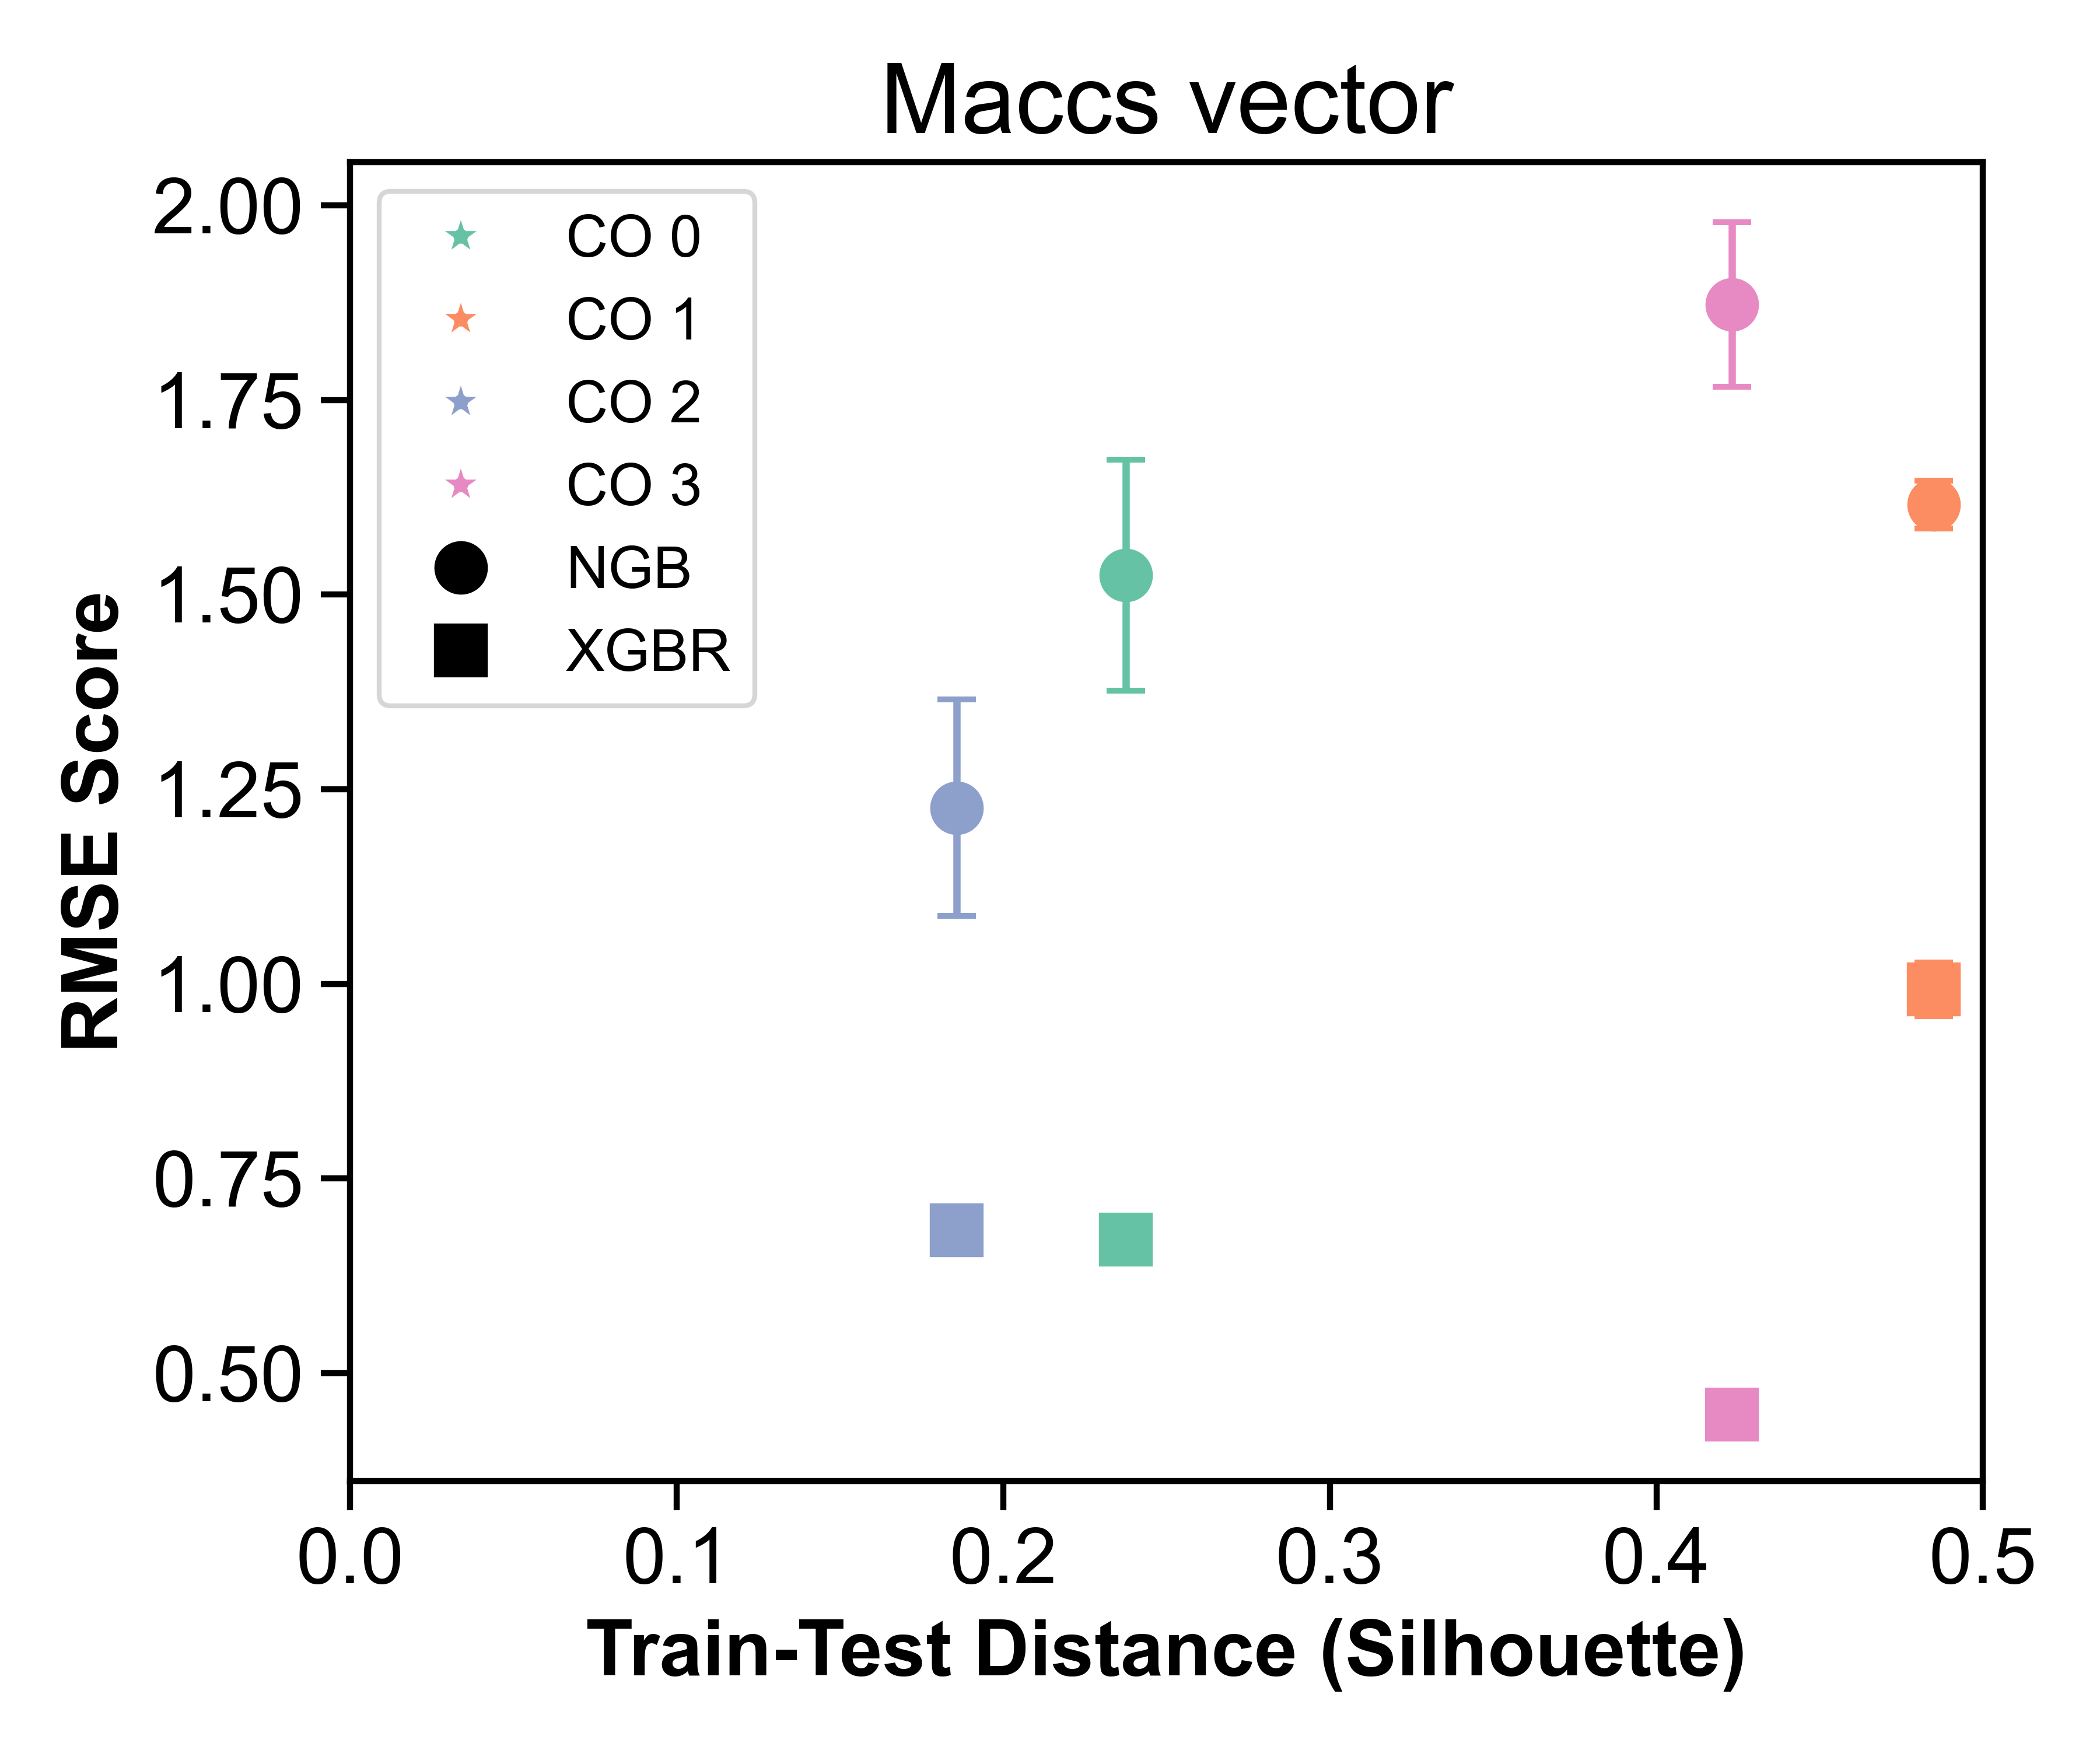 Maccs vector
2.00
1.75
1.50
1.25
1.00
0.75
0.50
RMSE Score
CO 0
CO 1
CO 2
CO 3
NGB
XGBR
0.0 0.1 0.2 0.3 0.4 0.5
Train-Test Distance (Silhouette)